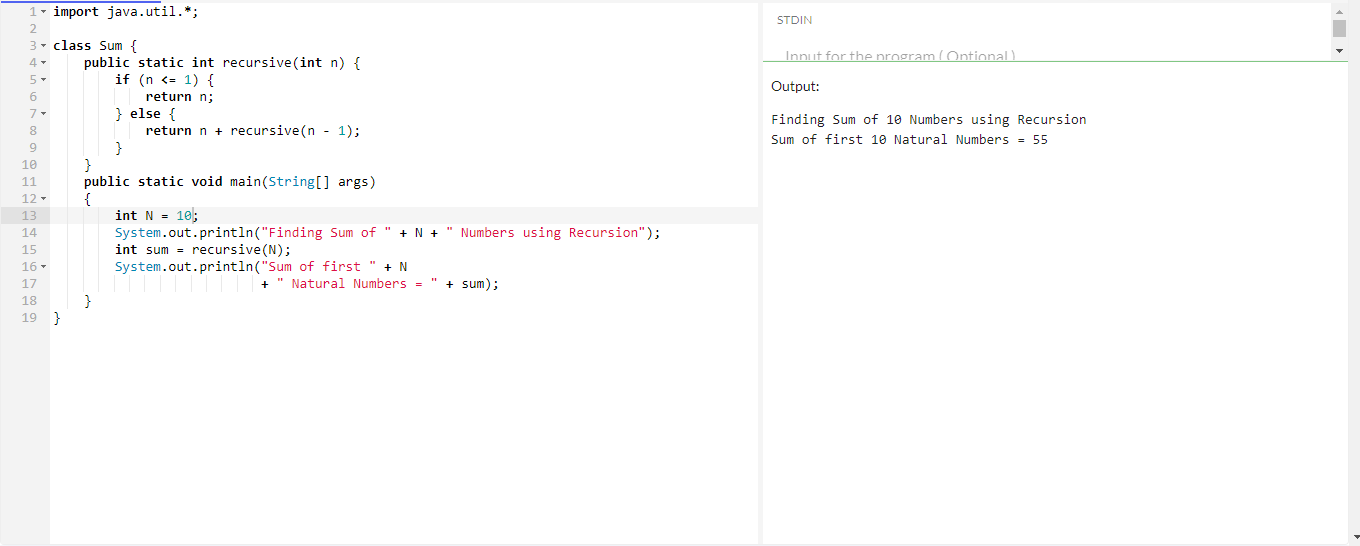 1 import java.util.*;
2
3 class Sum {
4     public static int recursive(int n) {
5         if (n <= 1) {
6             return n;
7         } else {
8             return n + recursive(n - 1);
9         }
10     }
11     public static void main(String[] args)
12     {
13         int N = 10;
14         System.out.println("Finding Sum of " + N + " Numbers using Recursion");
15         int sum = recursive(N);
16         System.out.println("Sum of first " + N
17                            + " Natural Numbers = " + sum);
18     }
19 }
STDIN
Input for the program ( Optional )
Output:
Finding Sum of 10 Numbers using Recursion
Sum of first 10 Natural Numbers = 55